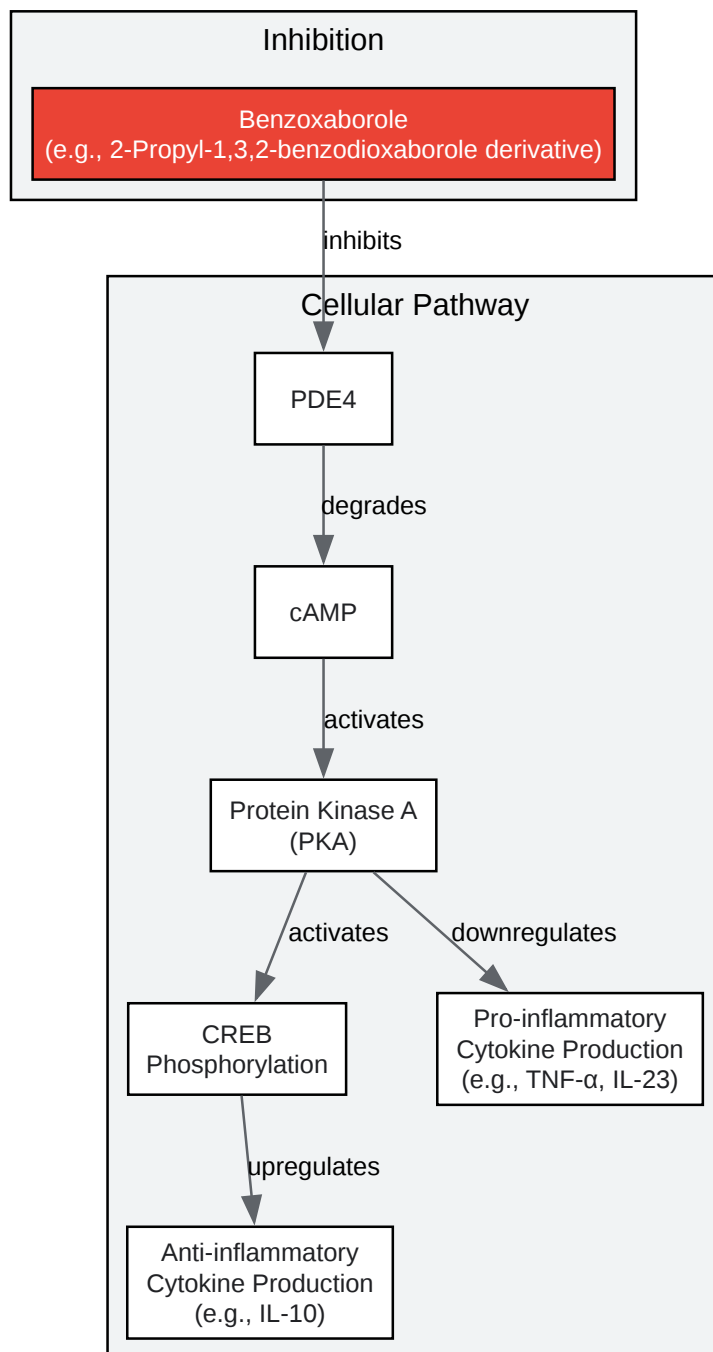 Inhibition
Benzoxaborole
(e.g., 2-Propyl-1,3,2-benzodioxaborole derivative)
inhibits
Cellular Pathway
PDE4
degrades
cAMP
activates
Protein Kinase A
(PKA)
activates
downregulates
CREB
Phosphorylation
Pro-inflammatory
Cytokine Production
(e.g., TNF-α, IL-23)
upregulates
Anti-inflammatory
Cytokine Production
(e.g., IL-10)